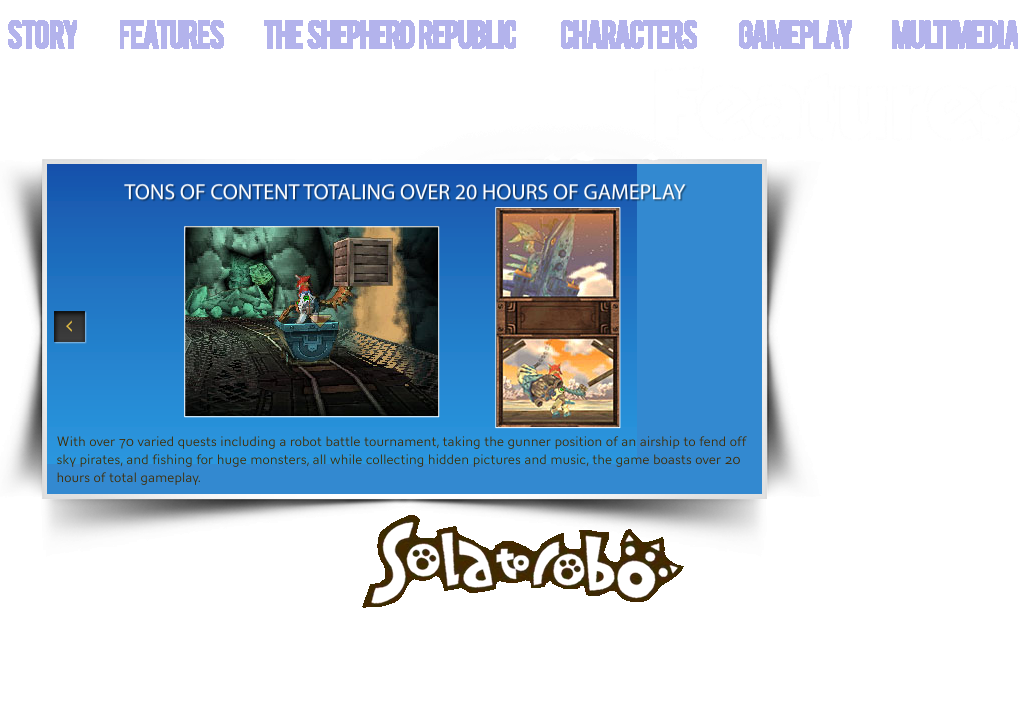 STORY FEATURES THE SHEPHERD REPUBLIC CHARACTERS GAMEPLAY MULTIMEDIA
TONS OF CONTENT TOTALING OVER 20 HOURS OF GAMEPLAY
With over 70 varied quests including a robot battle tournament, taking the gunner position of an airship to fend off
sky pirates, and fishing for huge monsters, all while collecting hidden pictures and music, the game boasts over 20
hours of total gameplay.
Solatorobo